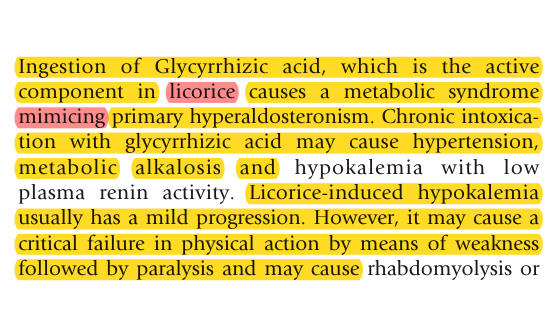 Ingestion of Glycyrrhizic acid, which is the active
component in licorice causes a metabolic syndrome
mimicing primary hyperaldosteronism. Chronic intoxica-
tion with glycyrrhizic acid may cause hypertension,
metabolic alkalosis and hypokalemia with low
plasma renin activity. Licorice-induced hypokalemia
usually has a mild progression. However, it may cause a
critical failure in physical action by means of weakness
followed by paralysis and may cause rhabdomyolysis or